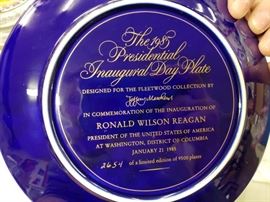 The 1985
Presidential
Inaugural Day Plate
DESIGNED FOR THE FLEETWOOD COLLECTION BY
Jeffrey Matthews
IN COMMEMORATION OF THE INAUGURATION OF
RONALD WILSON REAGAN
PRESIDENT OF THE UNITED STATES OF AMERICA
AT WASHINGTON, DISTRICT OF COLUMBIA
JANUARY 21 1985
2654 of a limited edition of 9500 plates